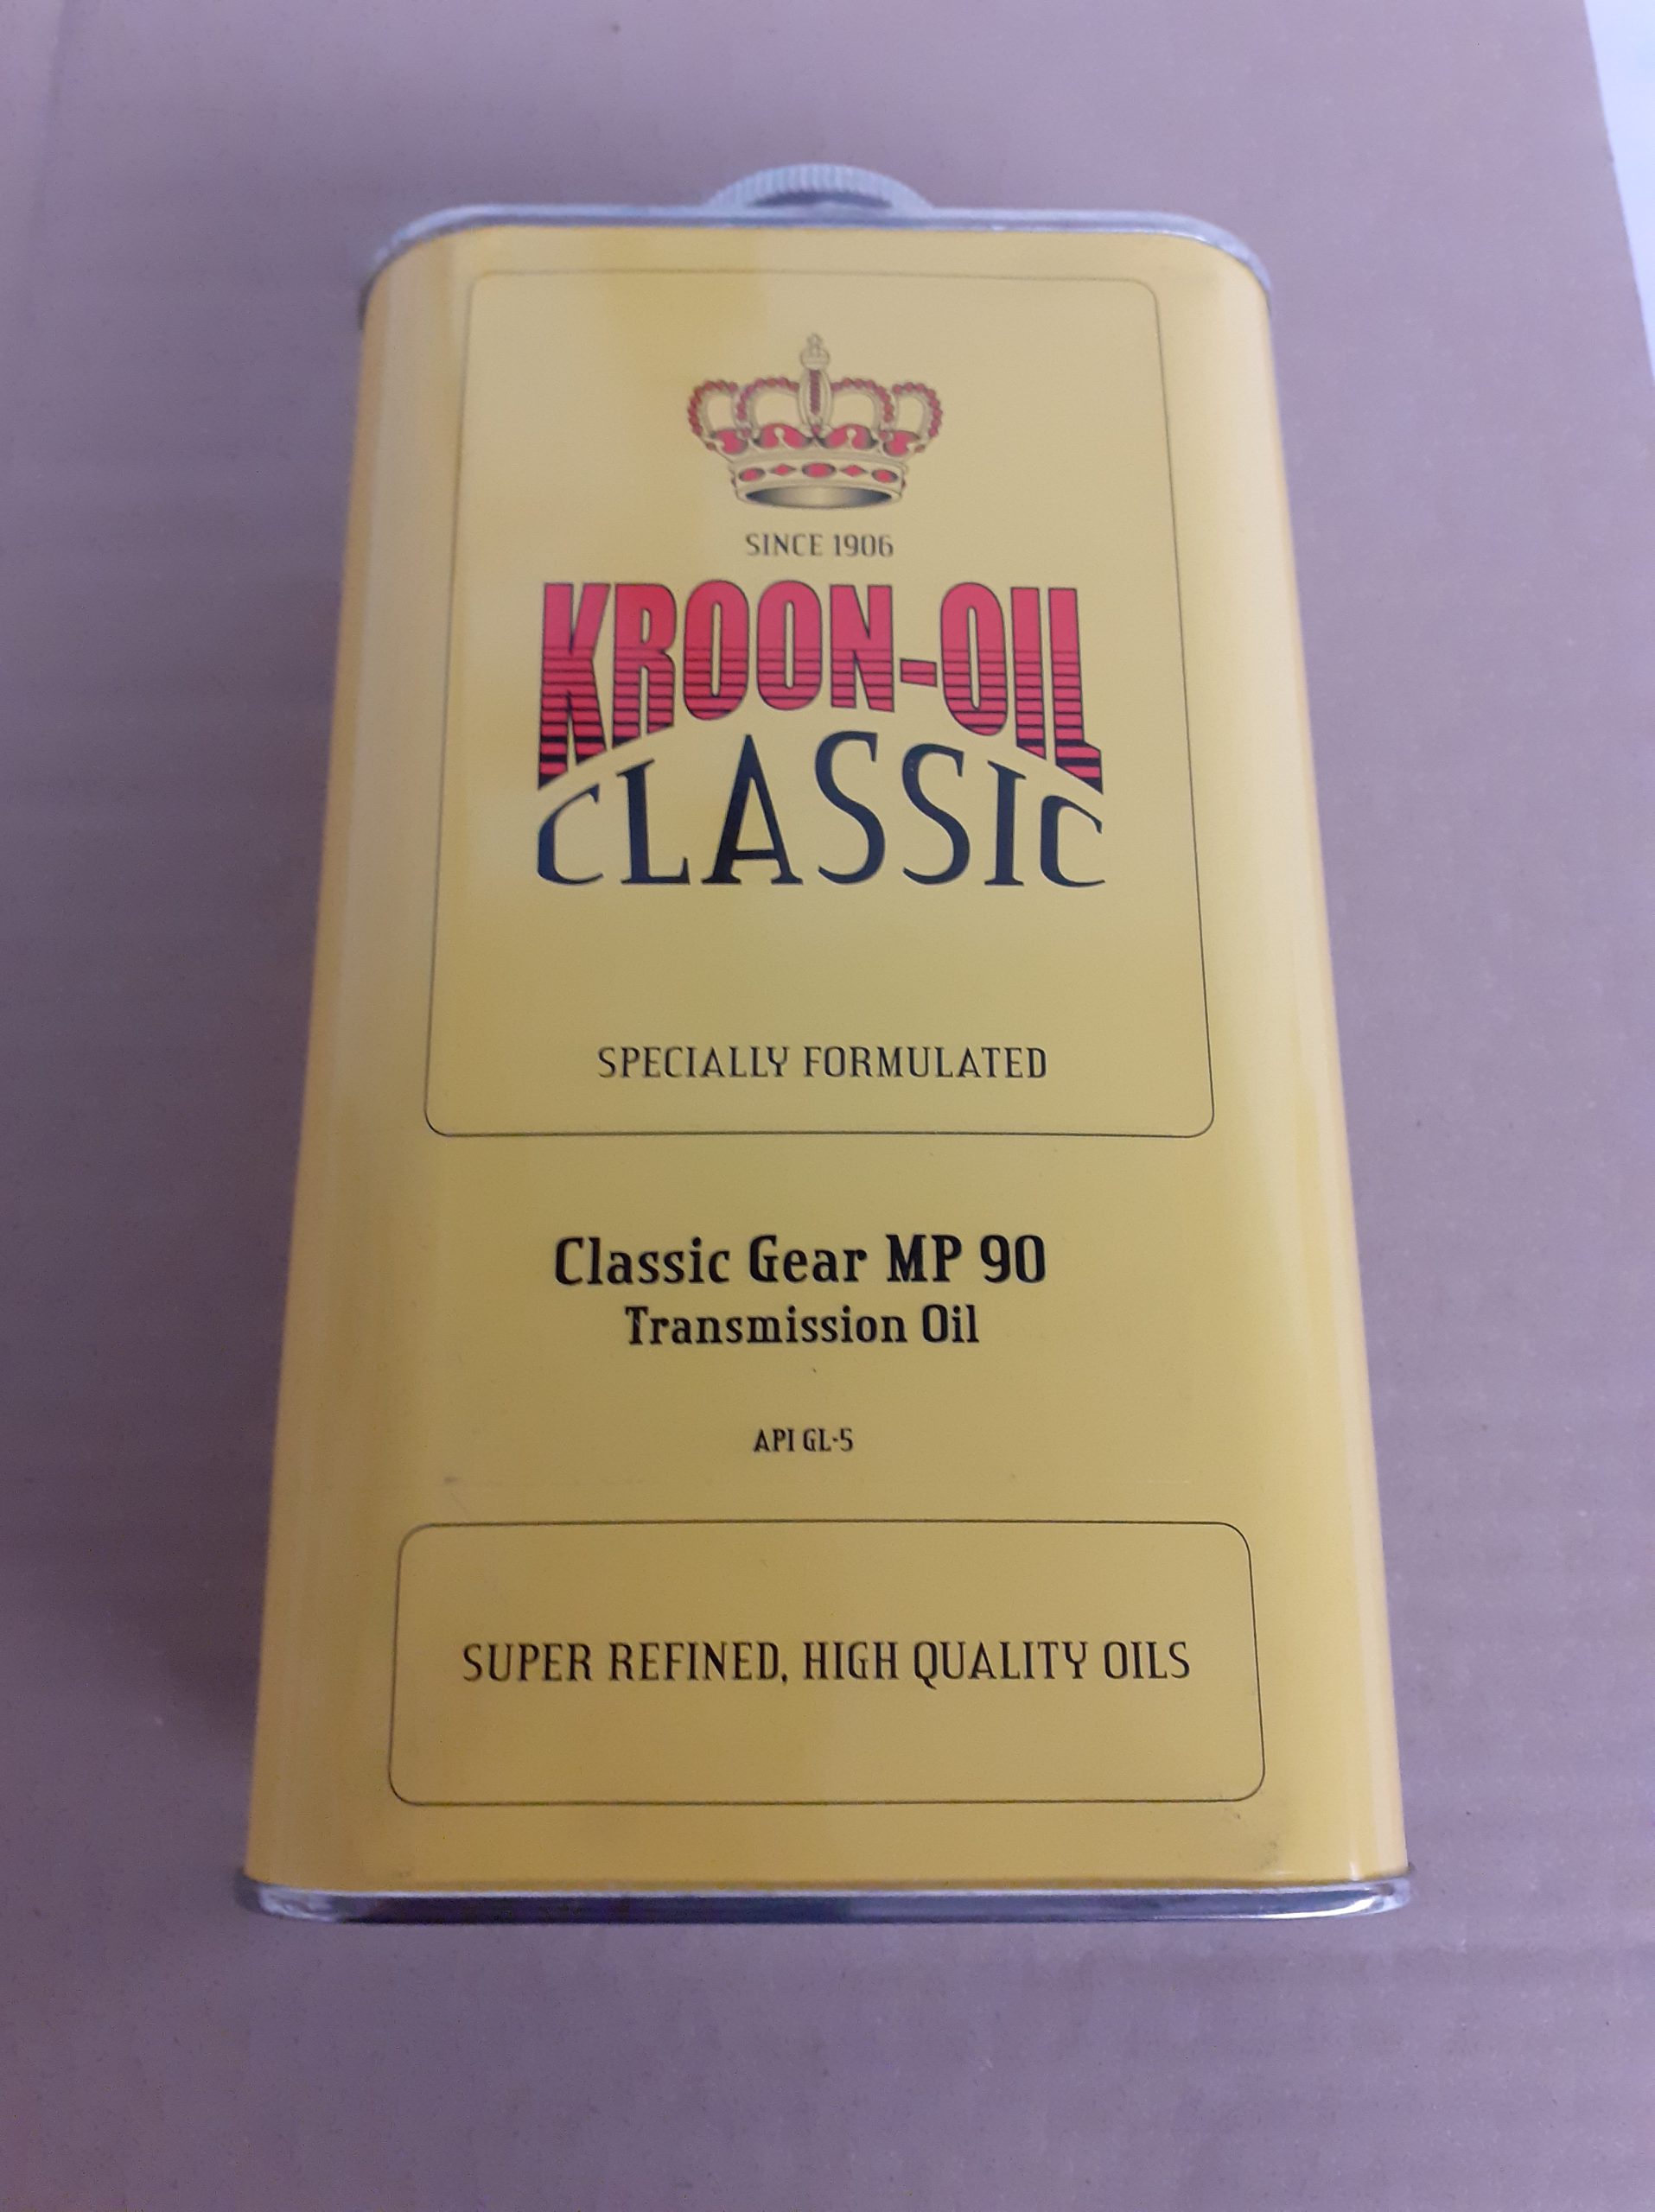 SINCE 1906
KROON-OIL
CLASSIC
SPECIALLY FORMULATED
Classic Gear MP 90
Transmission Oil
API GL-5
SUPER REFINED, HIGH QUALITY OILS